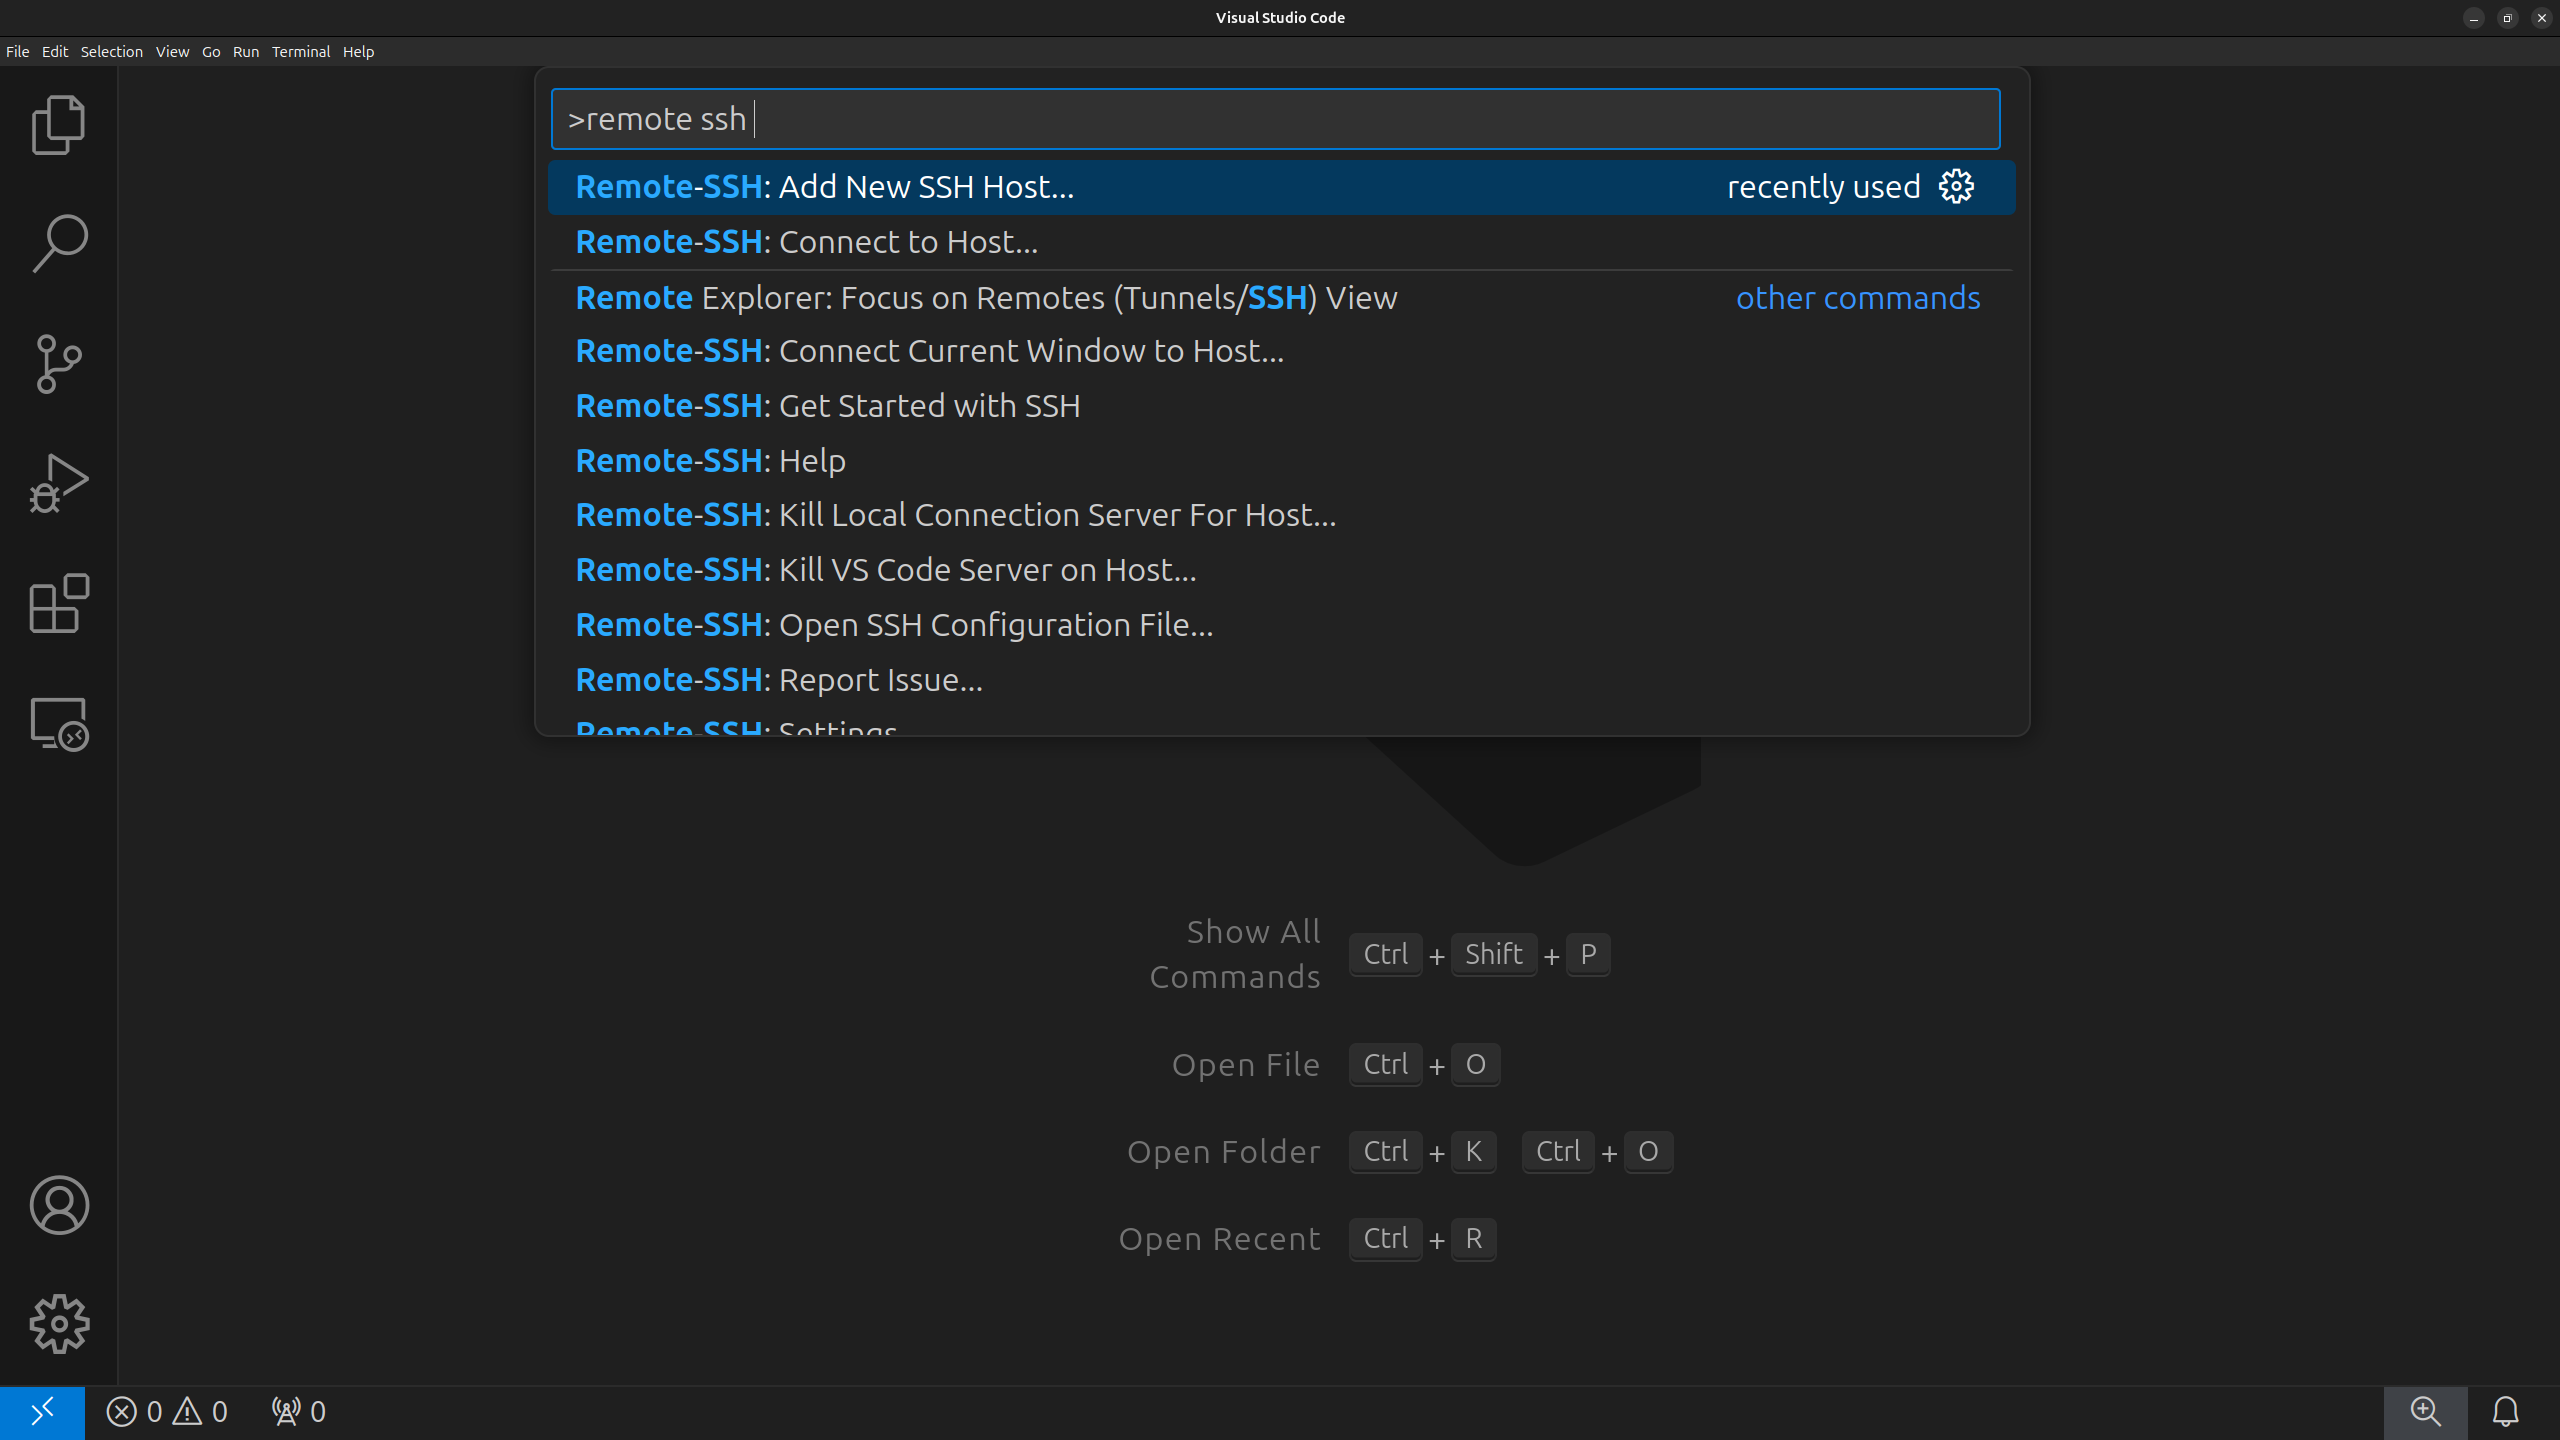 Visual Studio Code
File Edit Selection View Go Run Terminal Help
>remote ssh
Remote-SSH: Add New SSH Host... recently used
Remote-SSH: Connect to Host...
Remote Explorer: Focus on Remotes (Tunnels/SSH) View other commands
Remote-SSH: Connect Current Window to Host...
Remote-SSH: Get Started with SSH
Remote-SSH: Help
Remote-SSH: Kill Local Connection Server For Host...
Remote-SSH: Kill VS Code Server on Host...
Remote-SSH: Open SSH Configuration File...
Remote-SSH: Report Issue...
Remote-SSH: Settings
Show All
Commands Ctrl + Shift + P
Open File Ctrl + O
Open Folder Ctrl + K Ctrl + O
Open Recent Ctrl + R
0 0 0